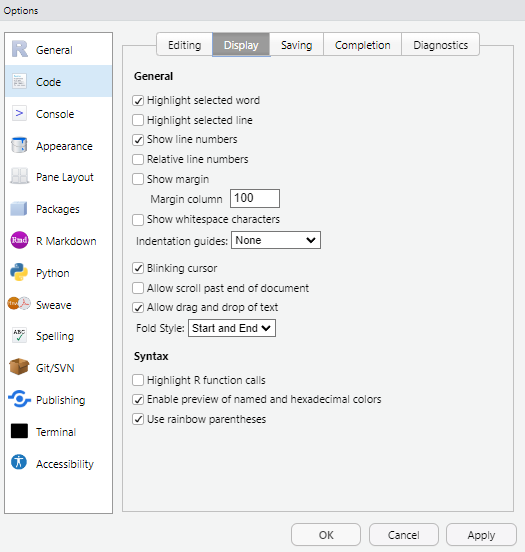 Options
General
Code
Console
Appearance
Pane Layout
Packages
Rmd R Markdown
Python
Sweave
ABC Spelling
Git/SVN
Publishing
Terminal
Accessibility
Editing Display Saving Completion Diagnostics
General
Highlight selected word
Highlight selected line
Show line numbers
Relative line numbers
Show margin
Margin column 100
Show whitespace characters
Indentation guides: None
Blinking cursor
Allow scroll past end of document
Allow drag and drop of text
Fold Style: Start and End
Syntax
Highlight R function calls
Enable preview of named and hexadecimal colors
Use rainbow parentheses
OK Cancel Apply